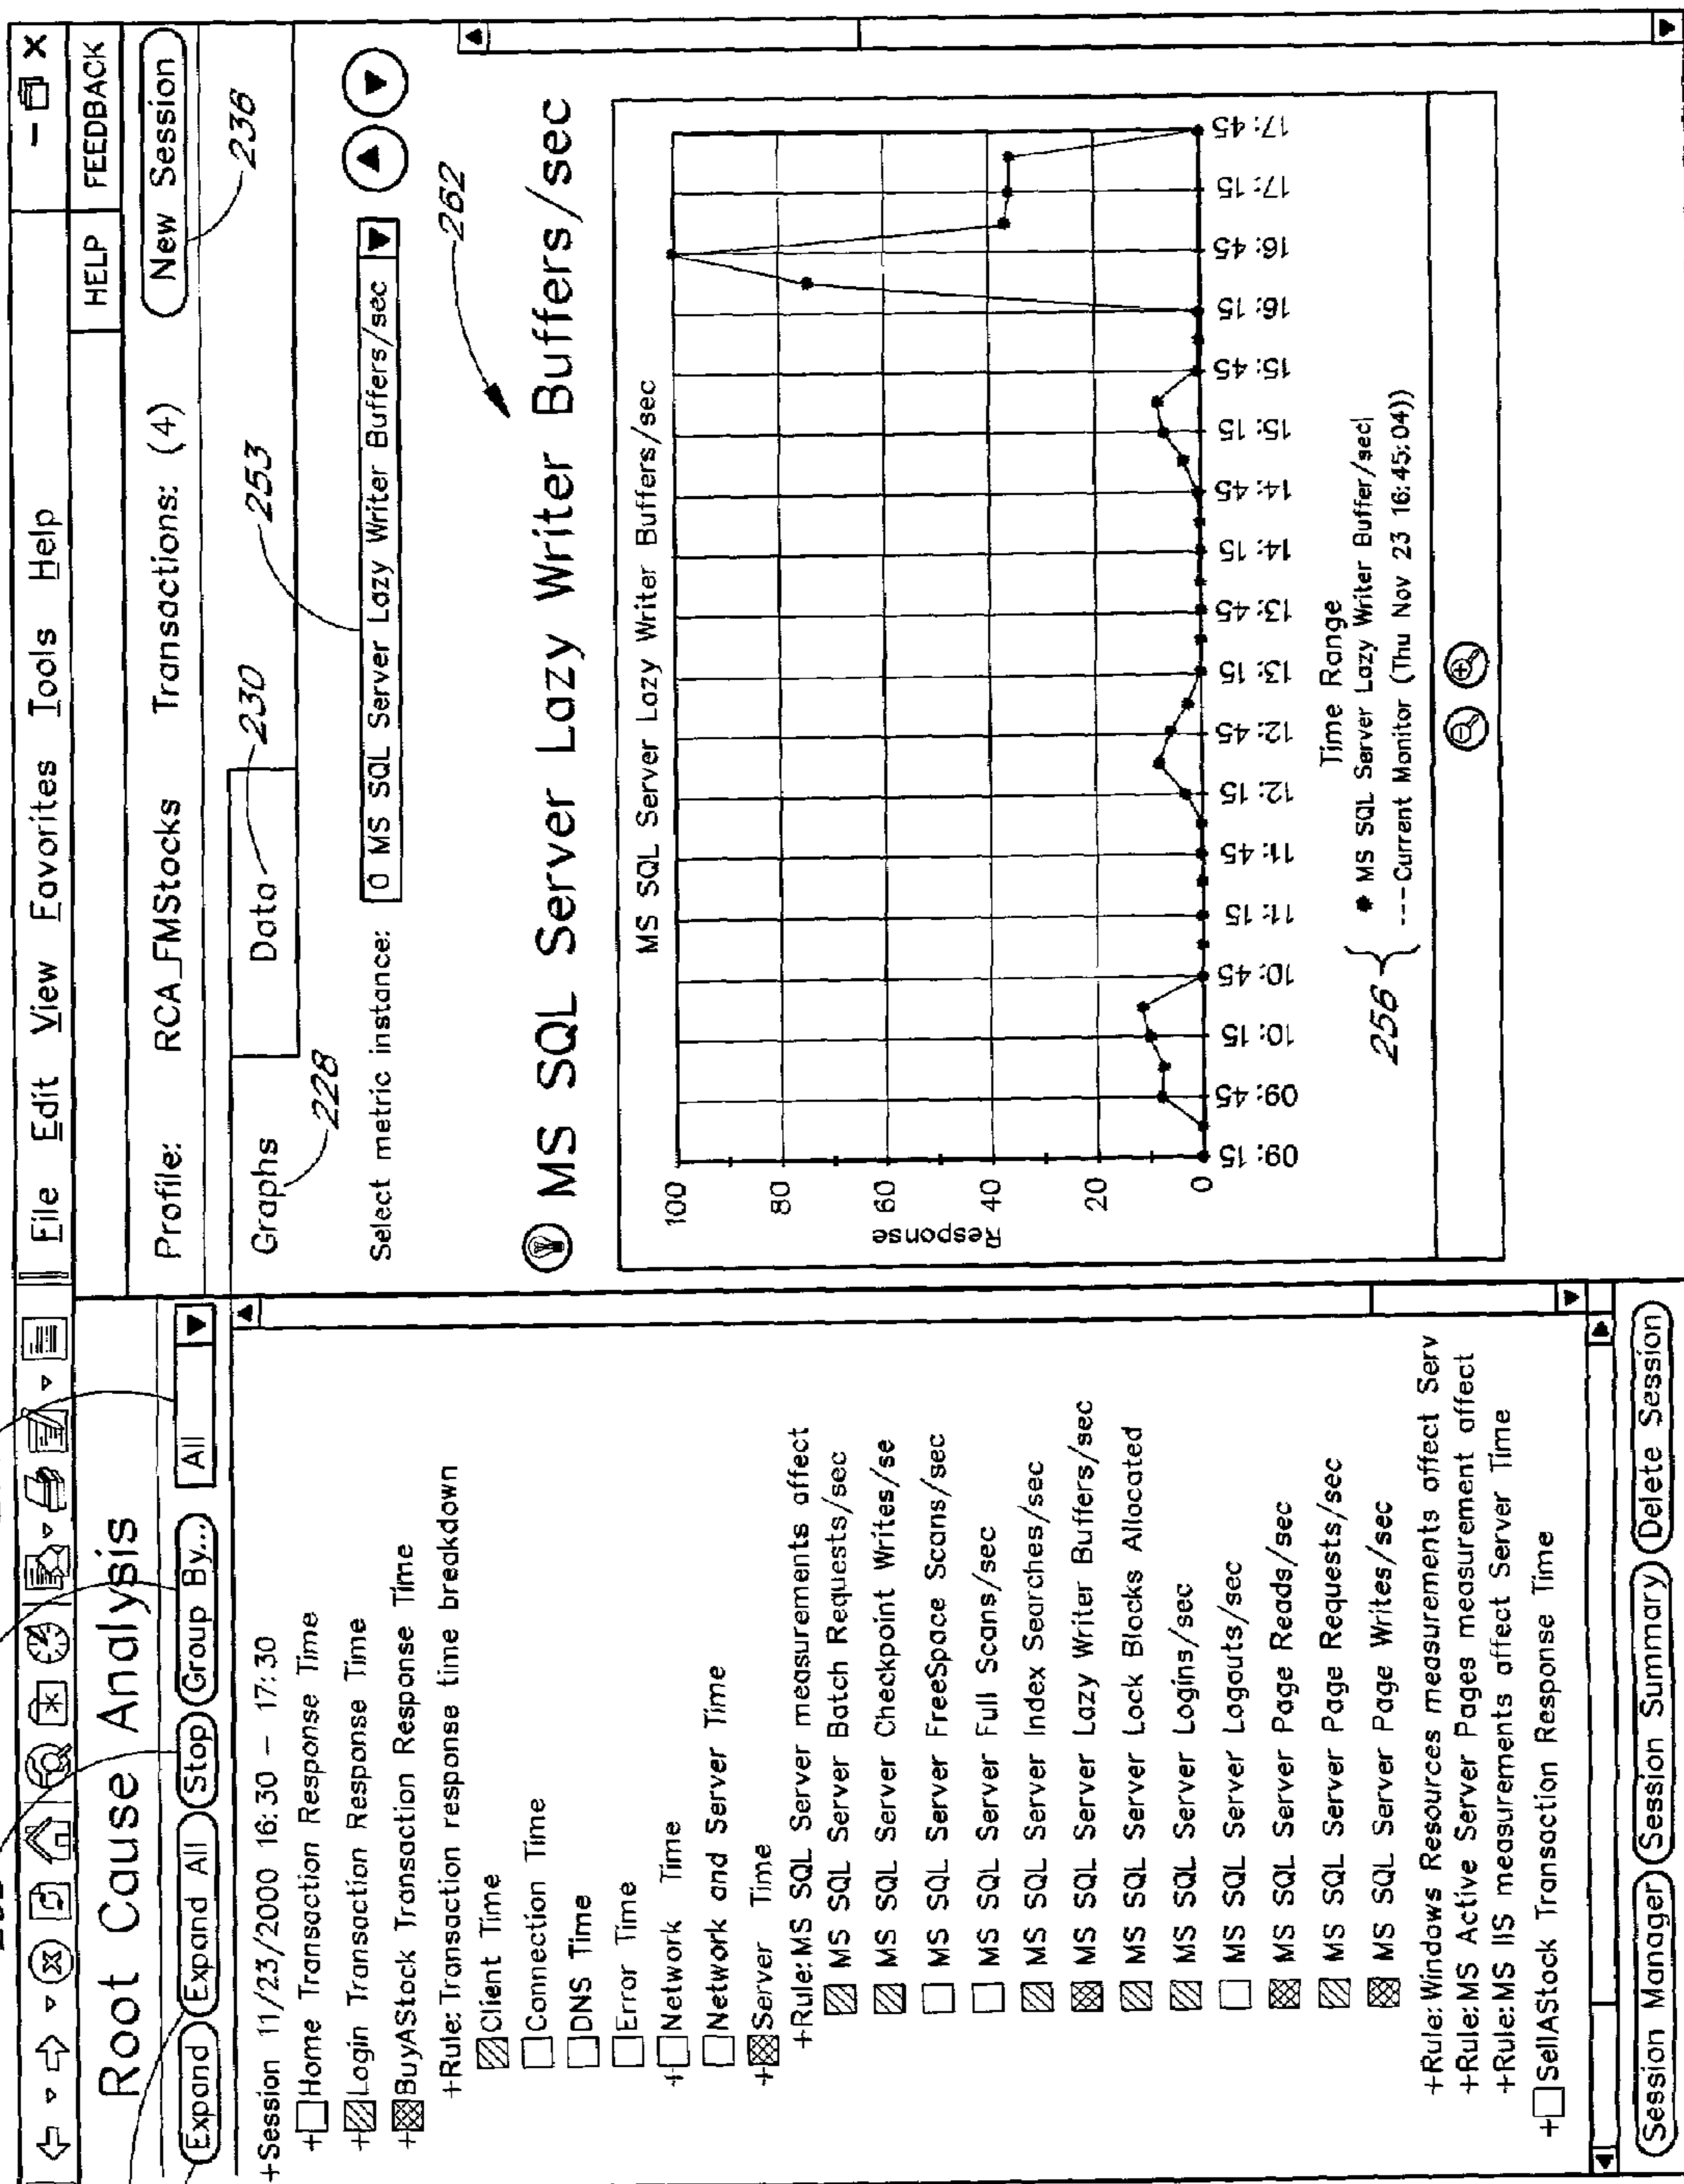 File Edit View Favorites Tools Help
Root Cause Analysis
HELP FEEDBACK
Expand Expand All Stop Group By... All
Profile: RCA_FMStocks Transactions: (4) New Session
236
+Session 11/23/2000 16:30 – 17:30
+Home Transaction Response Time
+Login Transaction Response Time
+BuyAStock Transaction Response Time
+Rule: Transaction response time breakdown
Client Time
Connection Time
DNS Time
Error Time
+Network Time
Network and Server Time
+Server Time
+Rule: MS SQL Server measurements affect
MS SQL Server Batch Requests/sec
MS SQL Server Checkpoint Writes/se
MS SQL Server FreeSpace Scans/sec
MS SQL Server Full Scans/sec
MS SQL Server Index Searches/sec
MS SQL Server Lazy Writer Buffers/sec
MS SQL Server Lock Blocks Allocated
MS SQL Server Logins/sec
MS SQL Server Logouts/sec
MS SQL Server Page Reads/sec
MS SQL Server Page Requests/sec
MS SQL Server Page Writes/sec
+Rule: Windows Resources measurements affect Serv
+Rule: MS Active Server Pages measurement affect
+Rule: MS IIS measurements affect Server Time
+SellAStock Transaction Response Time
Session Manager Session Summary Delete Session
Graphs Data
228
230
253
Select metric instance: 0 MS SQL Server Lazy Writer Buffers/sec
262
MS SQL Server Lazy Writer Buffers/sec
MS SQL Server Lazy Writer Buffers/sec
100
80
60
40
20
0
Response
09:15 09:45 10:15 10:45 11:15 11:45 12:15 12:45 13:15 13:45 14:15 14:45 15:15 15:45 16:15 16:45 17:15 17:45
Time Range
256
MS SQL Server Lazy Writer Buffer/sec|
---Current Monitor (Thu Nov 23 16:45:04))